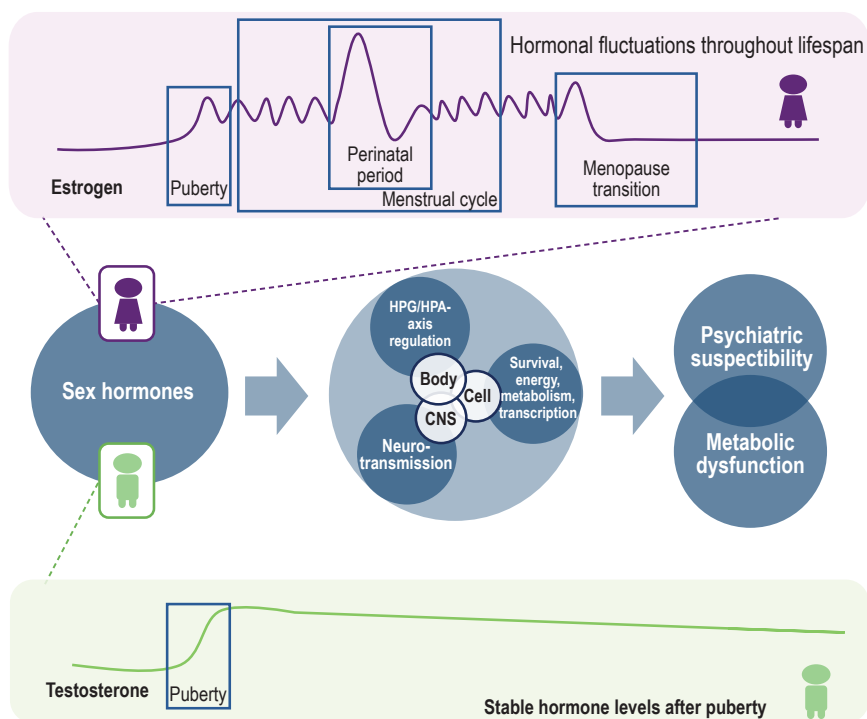 Hormonal fluctuations throughout lifespan
Estrogen
Puberty
Perinatal
period
Menstrual cycle
Menopause
transition
Sex hormones
HPG/HPA-
axis
regulation
Body
Cell
CNS
Survival,
energy,
metabolism,
transcription
Neuro-
transmission
Psychiatric
suspectibility
Metabolic
dysfunction
Testosterone
Puberty
Stable hormone levels after puberty